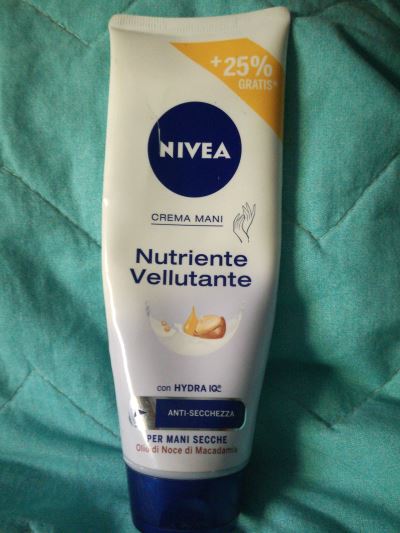 +25%
GRATIS*
NIVEA
CREMA MANI
Nutriente
Vellutante
con HYDRA IQ
ANTI-SECCHEZZA
PER MANI SECCHE
Olio di Noce di Macadamia